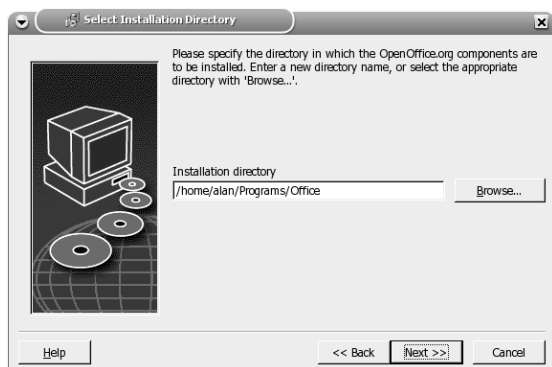 Select Installation Directory
Please specify the directory in which the OpenOffice.org components are
to be installed. Enter a new directory name, or select the appropriate
directory with 'Browse...'.
Installation directory
/home/alan/Programs/Office
Browse...
Help
<< Back
Next >>
Cancel